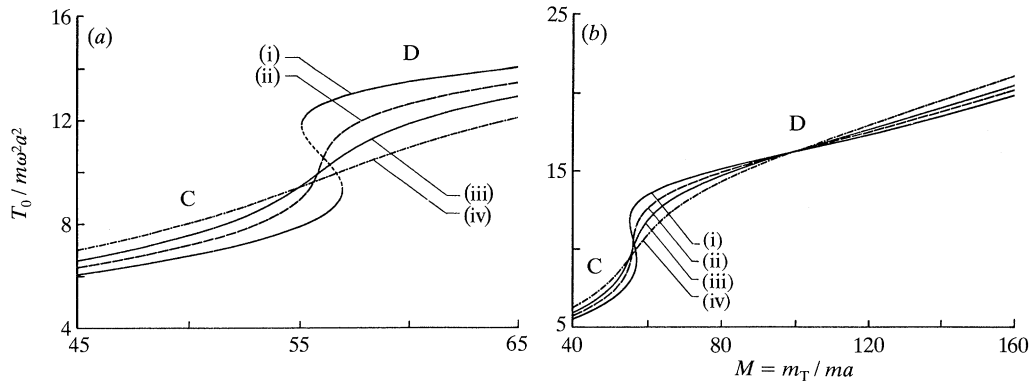 16
(a)
D
(i)
(ii)
12
C
8
(iii)
(iv)
4
45
55
65
T₀ / mω²a²
25
(b)
D
15
C
(i)
(ii)
(iii)
(iv)
5
40
80
120
160
M = m_T / ma